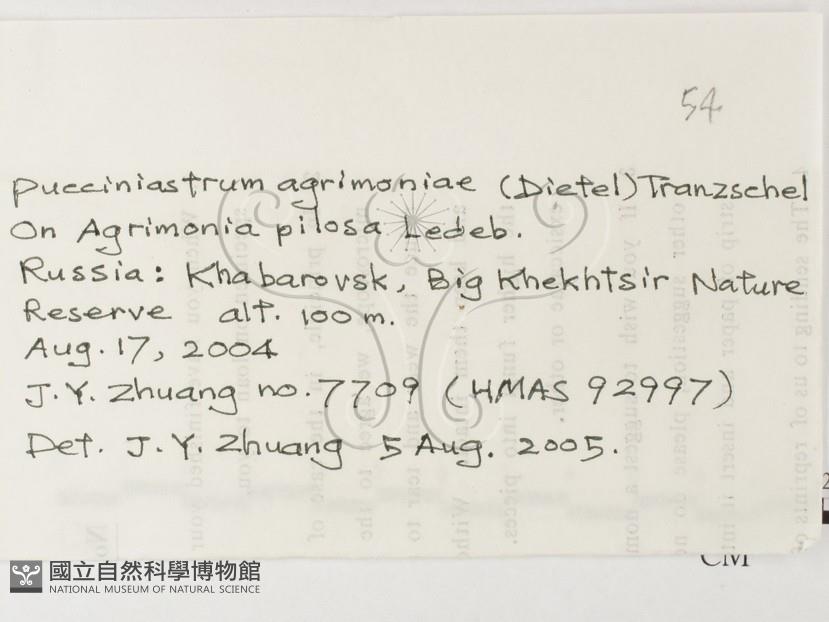 54
Pucciniastrum agrimoniae (Dietel) Tranzschel
On Agrimonia pilosa Ledeb.
Russia: Khabarovsk, Big Khekhtsir Nature
Reserve alt. 100 m.
Aug. 17, 2004
J.Y. Zhuang no. 7709 (HMAS 92997)
Det. J.Y. Zhuang 5 Aug. 2005.
CM
國立自然科學博物館
NATIONAL MUSEUM OF NATURAL SCIENCE